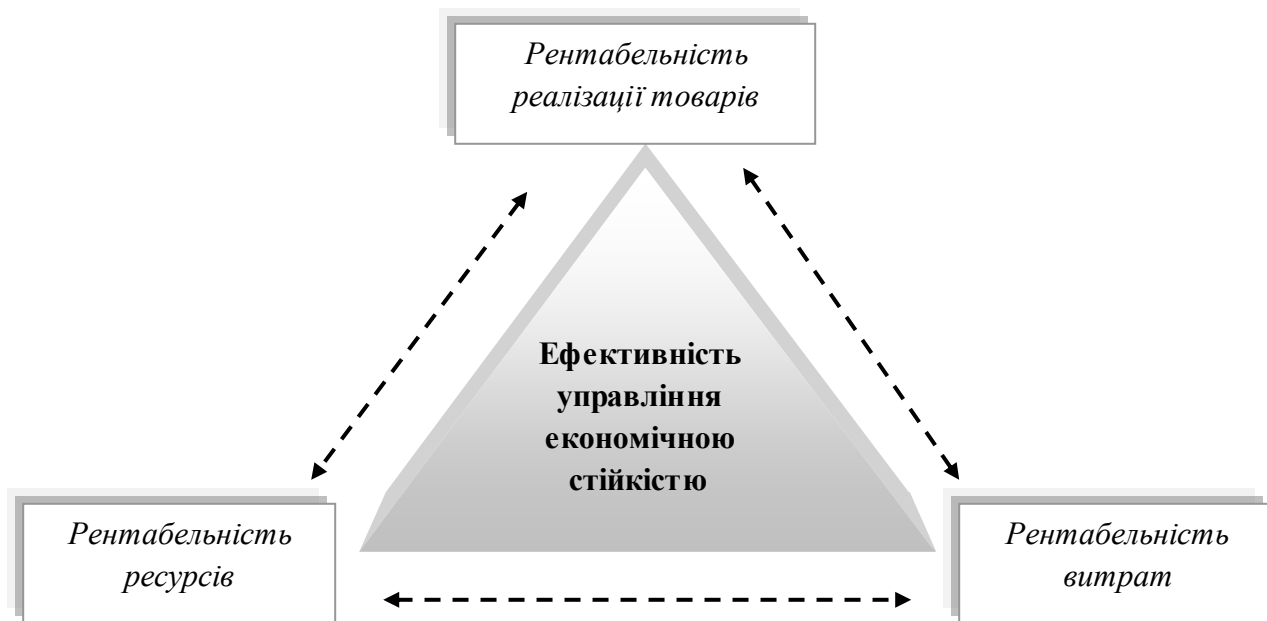 Рентабельність
реалізації товарів
Ефективність
управління
економічною
стійкістю
Рентабельність
ресурсів
Рентабельність
витрат